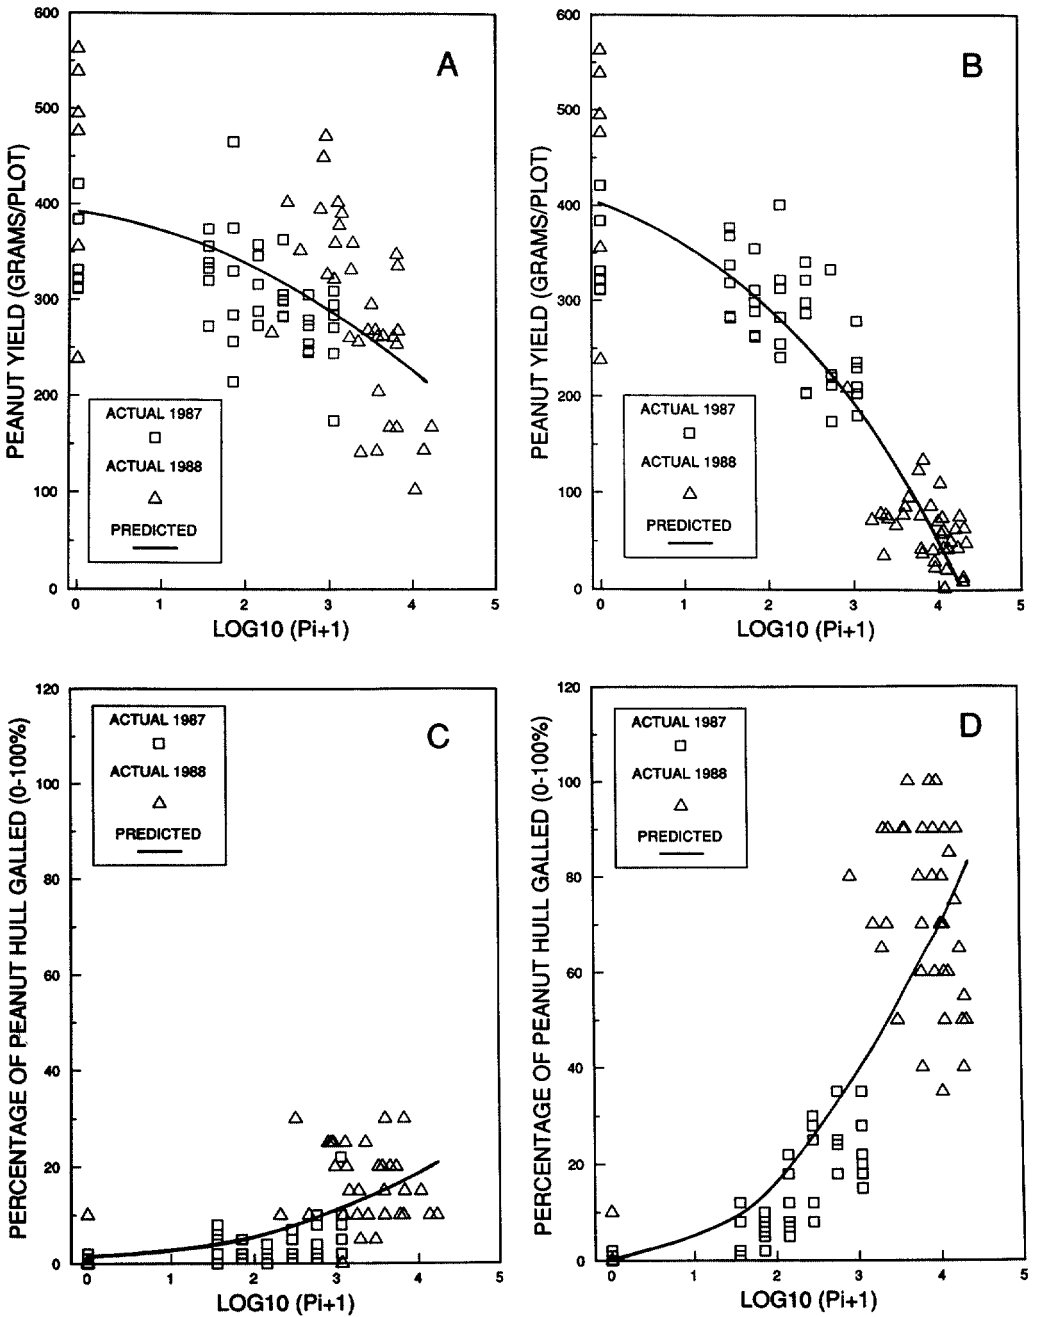 A
PEANUT YIELD (GRAMS/PLOT)
600
500
400
300
200
100
0
ACTUAL 1987
ACTUAL 1988
PREDICTED
0 1 2 3 4 5
LOG10 (Pi+1)
B
PEANUT YIELD (GRAMS/PLOT)
600
500
400
300
200
100
0
ACTUAL 1987
ACTUAL 1988
PREDICTED
0 1 2 3 4 5
LOG10 (Pi+1)
C
PERCENTAGE OF PEANUT HULL GALLED (0-100%)
120
100
80
60
40
20
0
ACTUAL 1987
ACTUAL 1988
PREDICTED
0 1 2 3 4 5
LOG10 (Pi+1)
D
PERCENTAGE OF PEANUT HULL GALLED (0-100%)
120
100
80
60
40
20
0
ACTUAL 1987
ACTUAL 1988
PREDICTED
0 1 2 3 4 5
LOG10 (Pi+1)